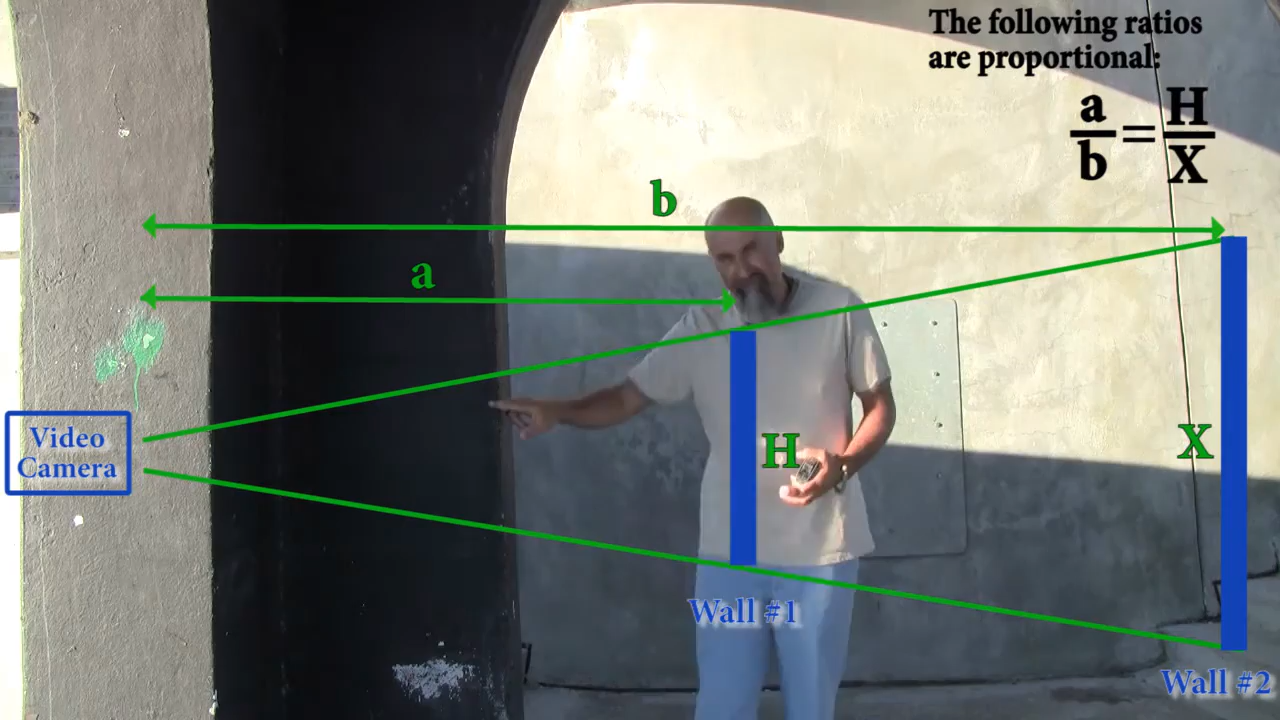 The following ratios
are proportional:
a/b = H/X
b
a
Video
Camera
H
X
Wall #1
Wall #2